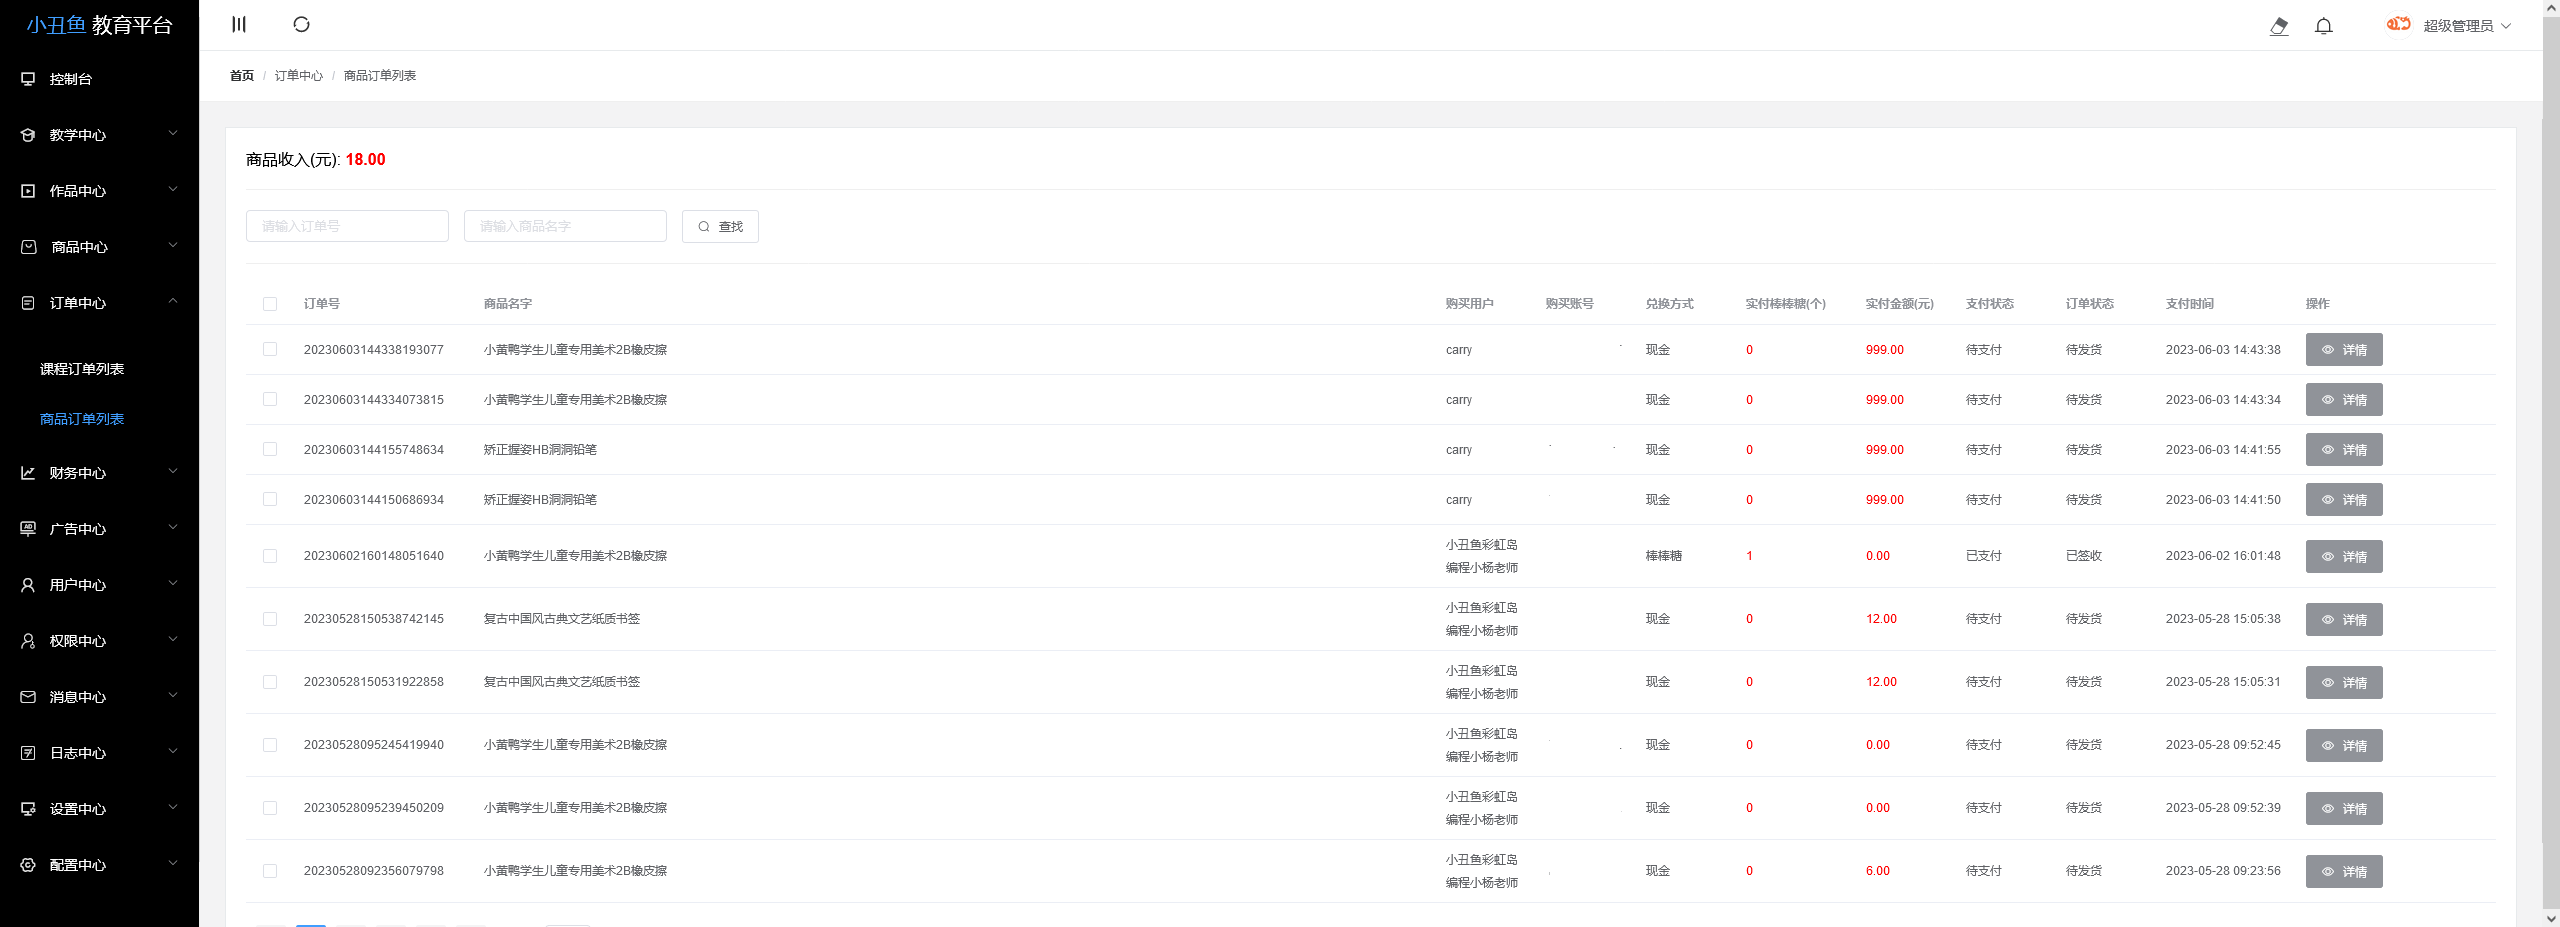 小丑鱼 教育平台
超级管理员
控制台
教学中心
作品中心
商品中心
订单中心
课程订单列表
商品订单列表
财务中心
广告中心
用户中心
权限中心
消息中心
日志中心
设置中心
配置中心
首页 / 订单中心 / 商品订单列表
商品收入(元): 18.00
请输入订单号 请输入商品名字 查找
订单号 商品名字 购买用户 购买账号 兑换方式 实付棒棒糖(个) 实付金额(元) 支付状态 订单状态 支付时间 操作
20230603144338193077 小黄鸭学生儿童专用美术2B橡皮擦 carry 现金 0 999.00 待支付 待发货 2023-06-03 14:43:38 详情
20230603144334073815 小黄鸭学生儿童专用美术2B橡皮擦 carry 现金 0 999.00 待支付 待发货 2023-06-03 14:43:34 详情
20230603144155748634 矫正握姿HB洞洞铅笔 carry 现金 0 999.00 待支付 待发货 2023-06-03 14:41:55 详情
20230603144150686934 矫正握姿HB洞洞铅笔 carry 现金 0 999.00 待支付 待发货 2023-06-03 14:41:50 详情
20230602160148051640 小黄鸭学生儿童专用美术2B橡皮擦 小丑鱼彩虹岛编程小杨老师 棒棒糖 1 0.00 已支付 已签收 2023-06-02 16:01:48 详情
20230528150538742145 复古中国风古典文艺纸质书签 小丑鱼彩虹岛编程小杨老师 现金 0 12.00 待支付 待发货 2023-05-28 15:05:38 详情
20230528150531922858 复古中国风古典文艺纸质书签 小丑鱼彩虹岛编程小杨老师 现金 0 12.00 待支付 待发货 2023-05-28 15:05:31 详情
20230528095245419940 小黄鸭学生儿童专用美术2B橡皮擦 小丑鱼彩虹岛编程小杨老师 现金 0 0.00 待支付 待发货 2023-05-28 09:52:45 详情
20230528095239450209 小黄鸭学生儿童专用美术2B橡皮擦 小丑鱼彩虹岛编程小杨老师 现金 0 0.00 待支付 待发货 2023-05-28 09:52:39 详情
20230528092356079798 小黄鸭学生儿童专用美术2B橡皮擦 小丑鱼彩虹岛编程小杨老师 现金 0 6.00 待支付 待发货 2023-05-28 09:23:56 详情